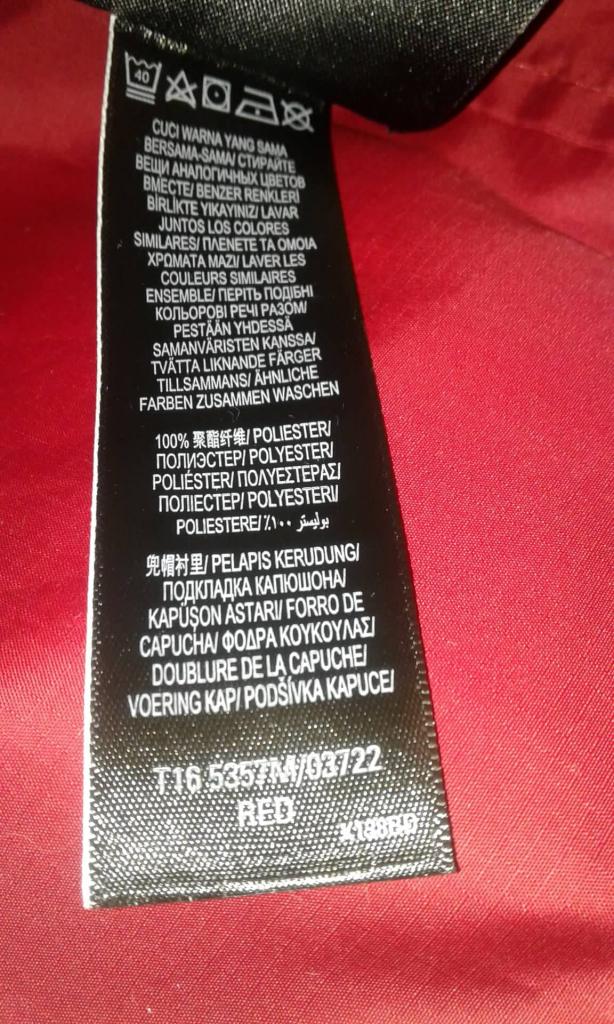 40
CUCI WARNA YANG SAMA
BERSAMA-SAMA/ СТИРАЙТЕ
ВЕЩИ АНАЛОГИЧНЫХ ЦВЕТОВ
ВМЕСТЕ/ BENZER RENKLERİ
BİRLİKTE YIKAYINIZ/ LAVAR
JUNTOS LOS COLORES
SIMILARES/ ΠΛΕΝΕΤΕ ΤΑ ΟΜΟΙΑ
ΧΡΩΜΑΤΑ ΜΑΖΙ/ LAVER LES
COULEURS SIMILAIRES
ENSEMBLE/ ПЕРІТЬ ПОДІБНІ
КОЛЬОРОВІ РЕЧІ РАЗОМ/
PESTÄÄN YHDESSÄ
SAMANVÄRISTEN KANSSA/
TVÄTTA LIKNANDE FÄRGER
TILLSAMMANS/ ÄHNLICHE
FARBEN ZUSAMMEN WASCHEN
100% 聚酯纤维/ POLIESTER/
ПОЛИЭСТЕР/ POLYESTER/
POLIÉSTER/ ΠΟΛΥΕΣΤΕΡΑΣ/
ПОЛІЕСТЕР/ POLYESTERI/
POLIESTERE/ بوليستر ١٠٠٪
兜帽衬里/ PELAPIS KERUDUNG/
ПОДКЛАДКА КАПЮШОНА/
KAPÜŞON ASTARI/ FORRO DE
CAPUCHA/ ΦΟΔΡΑ ΚΟΥΚΟΥΛΑΣ/
DOUBLURE DE LA CAPUCHE/
VOERING KAP/ PODŠÍVKA KAPUCE/
T16 5357M/03722
RED